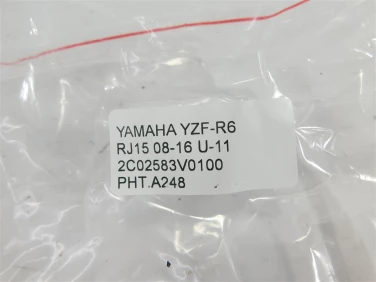 YAMAHA YZF-R6
RJ15 08-16 U-11
2C02583V0100
PHT.A248